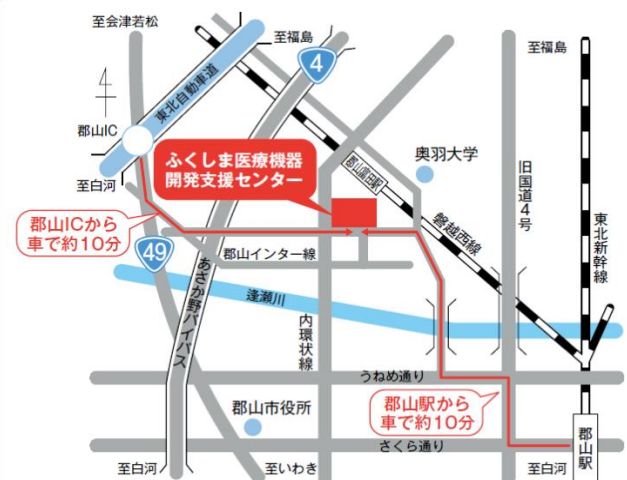 至会津若松
至福島
4
至福島
東北自動車道
郡山IC
至白河
ふくしま医療機器
開発支援センター
郡山富田駅
奥羽大学
旧国道4号
磐越西線
東北新幹線
郡山ICから
車で約10分
49
郡山インター線
あさか野バイパス
逢瀬川
内環状線
うねめ通り
郡山市役所
郡山駅から
車で約10分
さくら通り
郡山駅
至白河
至いわき
至白河